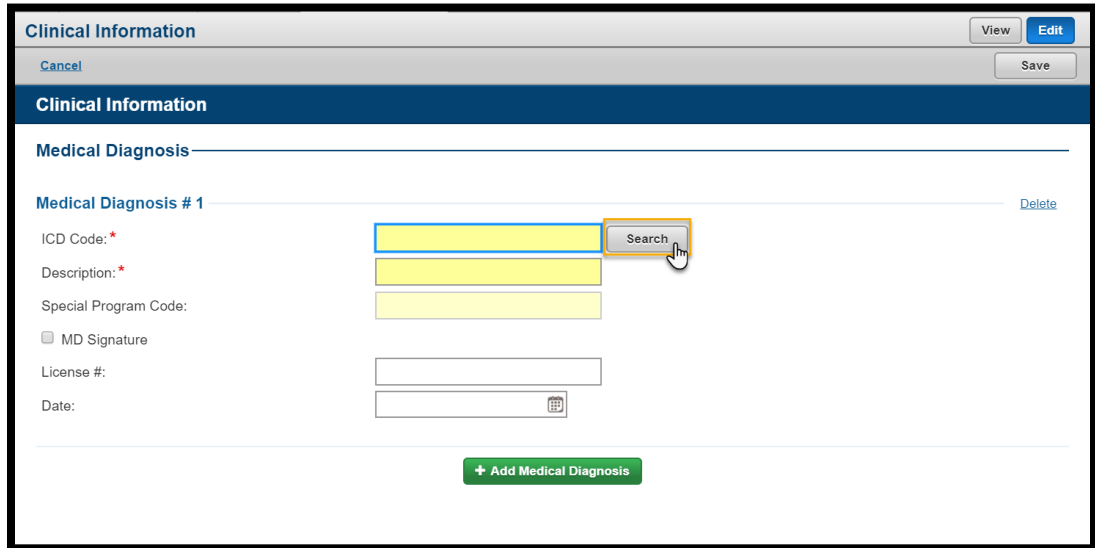 Clinical Information
View Edit
Cancel
Save
Clinical Information
Medical Diagnosis
Medical Diagnosis # 1
Delete
ICD Code:*
Search
Description:*
Special Program Code:
MD Signature
License #:
Date:
+ Add Medical Diagnosis